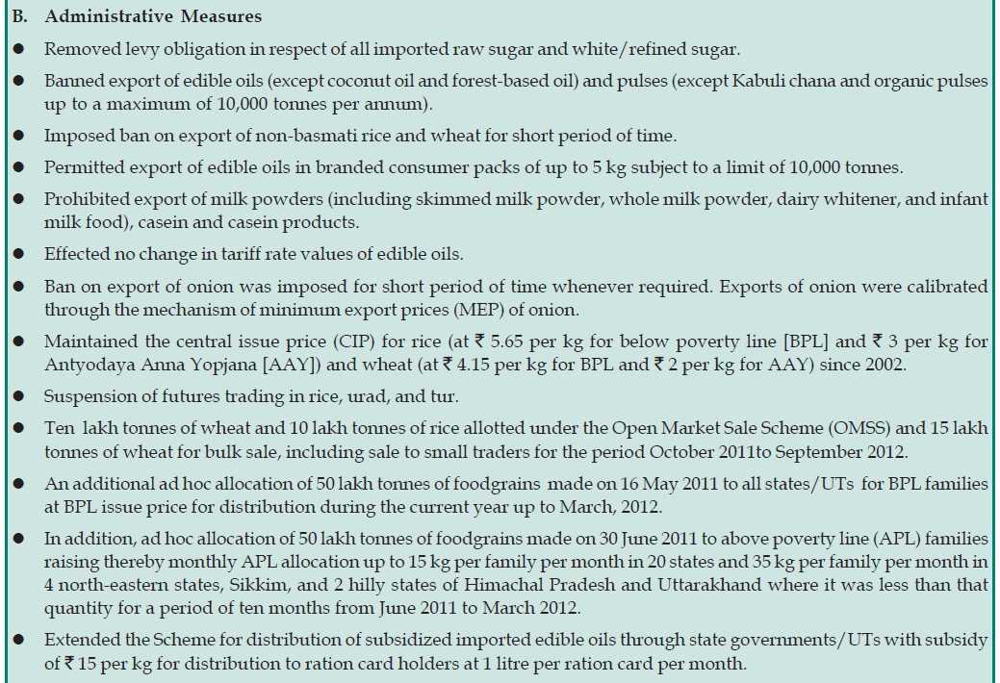 B. Administrative Measures
● Removed levy obligation in respect of all imported raw sugar and white/refined sugar.
● Banned export of edible oils (except coconut oil and forest-based oil) and pulses (except Kabuli chana and organic pulses
up to a maximum of 10,000 tonnes per annum).
● Imposed ban on export of non-basmati rice and wheat for short period of time.
● Permitted export of edible oils in branded consumer packs of up to 5 kg subject to a limit of 10,000 tonnes.
● Prohibited export of milk powders (including skimmed milk powder, whole milk powder, dairy whitener, and infant
milk food), casein and casein products.
● Effected no change in tariff rate values of edible oils.
● Ban on export of onion was imposed for short period of time whenever required. Exports of onion were calibrated
through the mechanism of minimum export prices (MEP) of onion.
● Maintained the central issue price (CIP) for rice (at ₹ 5.65 per kg for below poverty line [BPL] and ₹ 3 per kg for
Antyodaya Anna Yopjana [AAY]) and wheat (at ₹ 4.15 per kg for BPL and ₹ 2 per kg for AAY) since 2002.
● Suspension of futures trading in rice, urad, and tur.
● Ten lakh tonnes of wheat and 10 lakh tonnes of rice allotted under the Open Market Sale Scheme (OMSS) and 15 lakh
tonnes of wheat for bulk sale, including sale to small traders for the period October 2011to September 2012.
● An additional ad hoc allocation of 50 lakh tonnes of foodgrains made on 16 May 2011 to all states/UTs for BPL families
at BPL issue price for distribution during the current year up to March, 2012.
● In addition, ad hoc allocation of 50 lakh tonnes of foodgrains made on 30 June 2011 to above poverty line (APL) families
raising thereby monthly APL allocation up to 15 kg per family per month in 20 states and 35 kg per family per month in
4 north-eastern states, Sikkim, and 2 hilly states of Himachal Pradesh and Uttarakhand where it was less than that
quantity for a period of ten months from June 2011 to March 2012.
● Extended the Scheme for distribution of subsidized imported edible oils through state governments/UTs with subsidy
of ₹ 15 per kg for distribution to ration card holders at 1 litre per ration card per month.